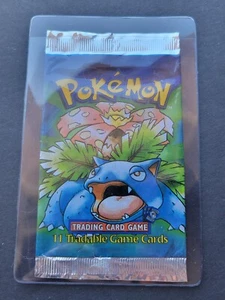 POKéMON
TRADING CARD GAME
11 Tradable Game Cards